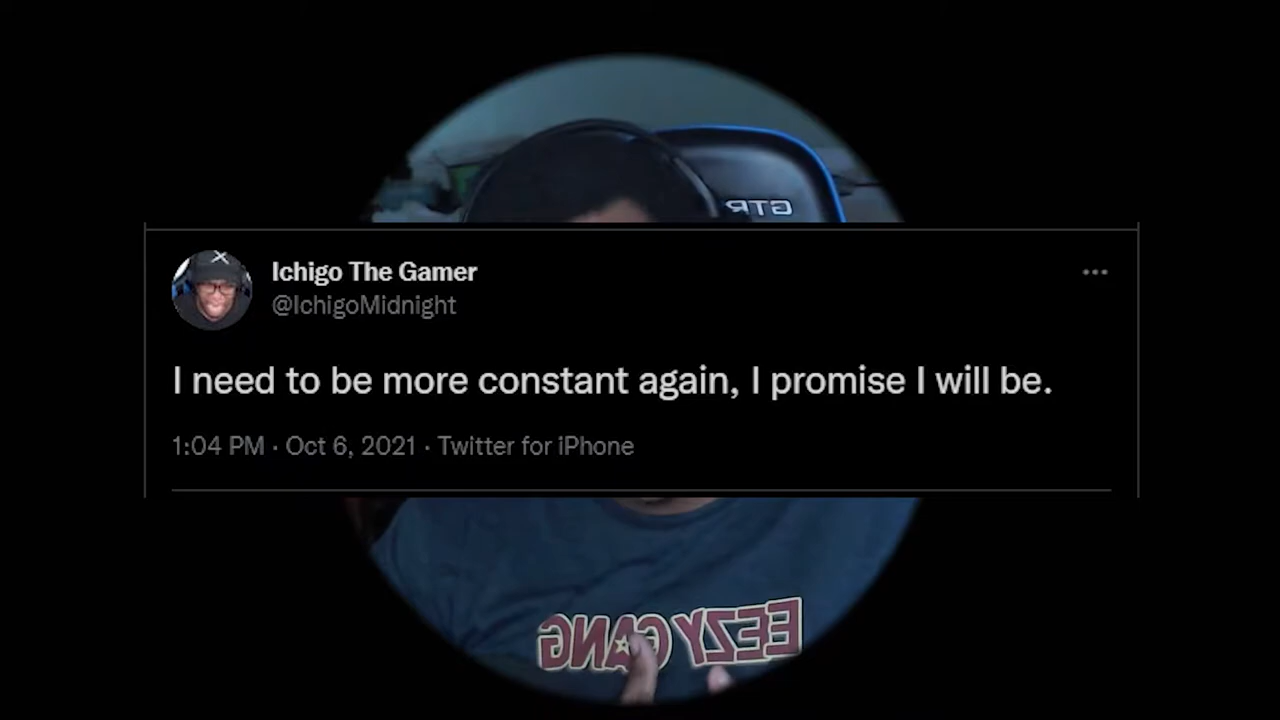 GTR
Ichigo The Gamer
@IchigoMidnight
I need to be more constant again, I promise I will be.
1:04 PM · Oct 6, 2021 · Twitter for iPhone
EEZY GANG